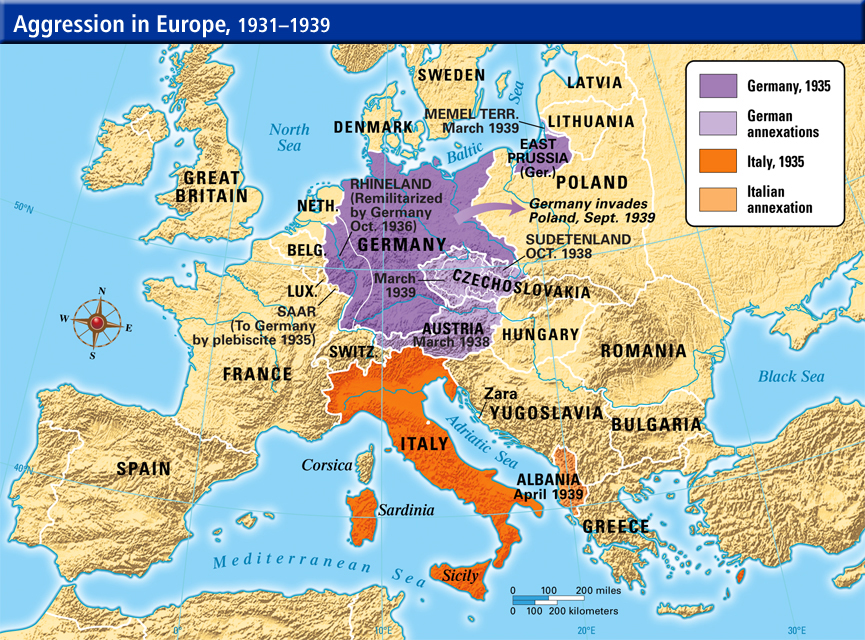 Aggression in Europe, 1931–1939
Germany, 1935
German
annexations
Italy, 1935
Italian
annexation
SWEDEN
LATVIA
Sea
Baltic
MEMEL TERR.
March 1939
LITHUANIA
North
Sea
DENMARK
EAST
PRUSSIA
(Ger.)
GREAT
BRITAIN
50°N
RHINELAND
(Remilitarized
by Germany
Oct. 1936)
POLAND
Germany invades
Poland, Sept. 1939
NETH.
GERMANY
SUDETENLAND
OCT. 1938
BELG.
March
1939
CZECHOSLOVAKIA
LUX.
SAAR
(To Germany
by plebiscite 1935)
N
W
E
S
AUSTRIA
March 1938
HUNGARY
SWITZ.
ROMANIA
FRANCE
Black Sea
Zara
YUGOSLAVIA
BULGARIA
Adriatic Sea
ITALY
40°N
SPAIN
Corsica
ALBANIA
April 1939
Sardinia
GREECE
Mediterranean Sea
Sicily
0 100 200 miles
0 100 200 kilometers
0°
10°E
20°E
30°E